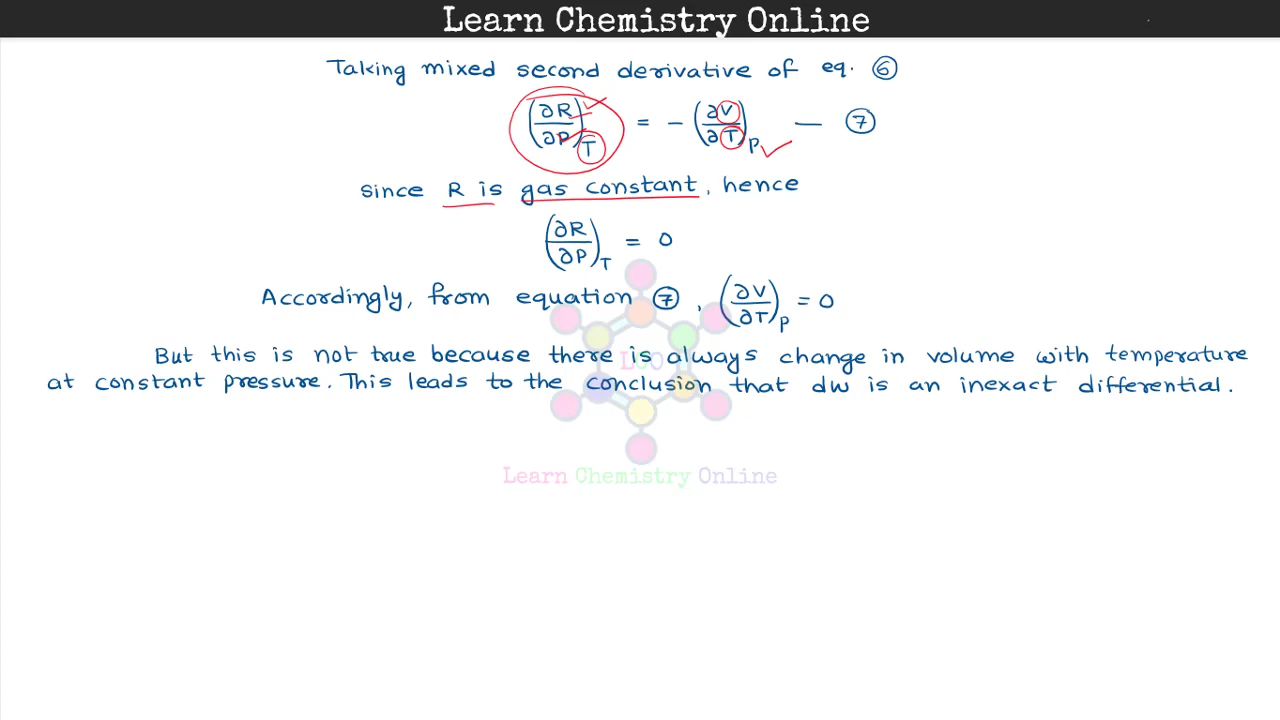 Learn Chemistry Online
Taking mixed second derivative of eq. ⑥
(∂R/∂P)T = - (∂V/∂T)P — ⑦
since R is gas constant, hence
(∂R/∂P)T = 0
Accordingly, from equation ⑦, (∂V/∂T)P = 0
But this is not true because there is always change in volume with temperature
at constant pressure. This leads to the conclusion that dw is an inexact differential.
LCO
Learn Chemistry Online